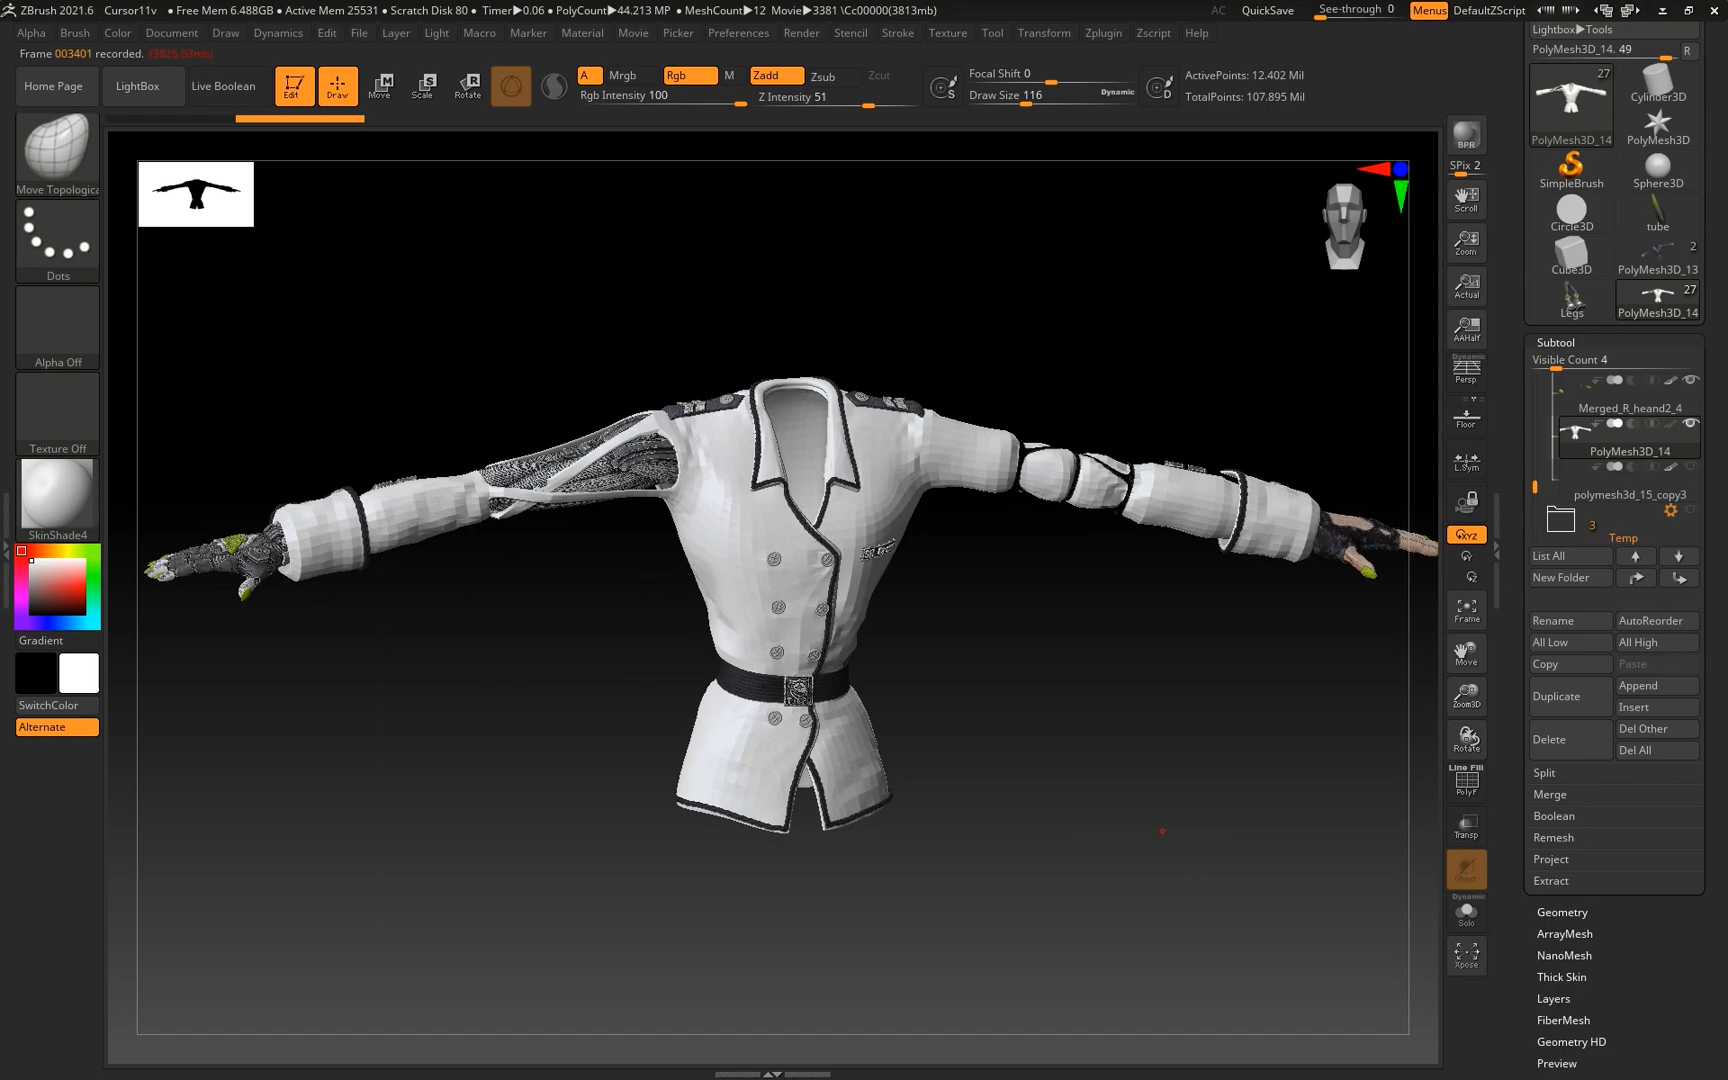 ZBrush 2021.6 Cursor11v • Free Mem 6.488GB • Active Mem 25531 • Scratch Disk 80 • Timer▶0.06 • PolyCount▶44.213 MP • MeshCount▶12 Movie▶3381 \Cc00000(3813mb) AC QuickSave See-through 0 Menus DefaultZScript
Alpha Brush Color Document Draw Dynamics Edit File Layer Light Macro Marker Material Movie Picker Preferences Render Stencil Stroke Texture Tool Transform Zplugin Zscript Help
Frame 003401 recorded. (3826.03mb)
Home Page
LightBox
Live Boolean
Edit
Draw
Move
Scale
Rotate
A Mrgb Rgb M Zadd Zsub Zcut
Rgb Intensity 100 Z Intensity 51
S
Focal Shift 0
Draw Size 116 Dynamic
D
ActivePoints: 12.402 Mil
TotalPoints: 107.895 Mil
Move Topologica
Dots
Alpha Off
Texture Off
SkinShade4
Gradient
SwitchColor
Alternate
BPR
SPix 2
Scroll
Zoom
Actual
AAHalf
Dynamic
Persp
Floor
L.Sym
XYZ
Y
Z
Frame
Move
Zoom3D
Rotate
Line Fill
PolyF
Transp
Ghost
Dynamic
Solo
Xpose
Lightbox▶Tools
PolyMesh3D_14. 49 R
27
PolyMesh3D_14
Cylinder3D
PolyMesh3D
SimpleBrush
Sphere3D
Circle3D
tube
Cube3D
2
PolyMesh3D_13
Legs
27
PolyMesh3D_14
Subtool
Visible Count 4
Merged_R_heand2_4
PolyMesh3D_14
polymesh3d_15_copy3
3
Temp
List All
New Folder
Rename AutoReorder
All Low All High
Copy Paste
Duplicate Append
Insert
Delete Del Other
Del All
Split
Merge
Boolean
Remesh
Project
Extract
Geometry
ArrayMesh
NanoMesh
Thick Skin
Layers
FiberMesh
Geometry HD
Preview